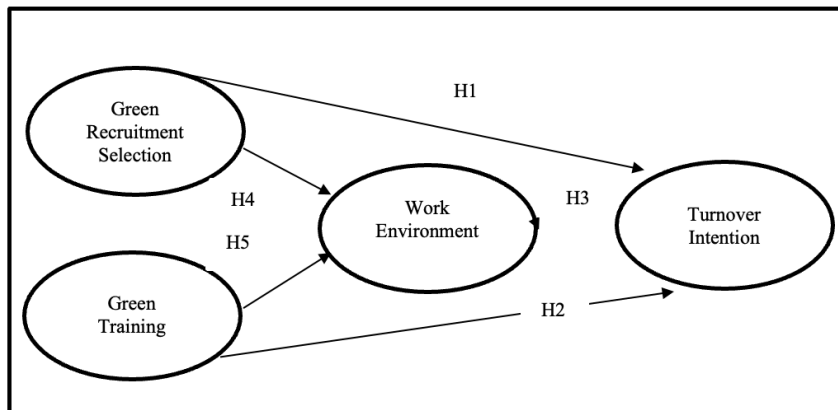 H1
Green
Recruitment
Selection
H4
Work
Environment
H3
Turnover
Intention
H5
Green
Training
H2